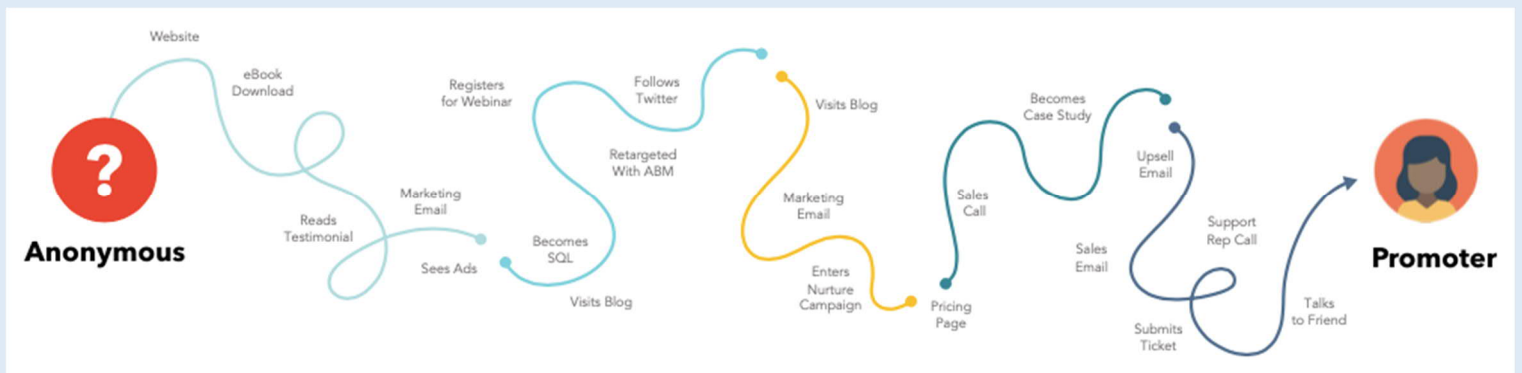 Website
eBook
Download
?
Anonymous
Reads
Testimonial
Marketing
Email
Sees Ads
Registers
for Webinar
Becomes
SQL
Visits Blog
Follows
Twitter
Retargeted
With ABM
Visits Blog
Marketing
Email
Enters
Nurture
Campaign
Pricing
Page
Sales
Call
Becomes
Case Study
Upsell
Email
Sales
Email
Support
Rep Call
Submits
Ticket
Talks
to Friend
Promoter